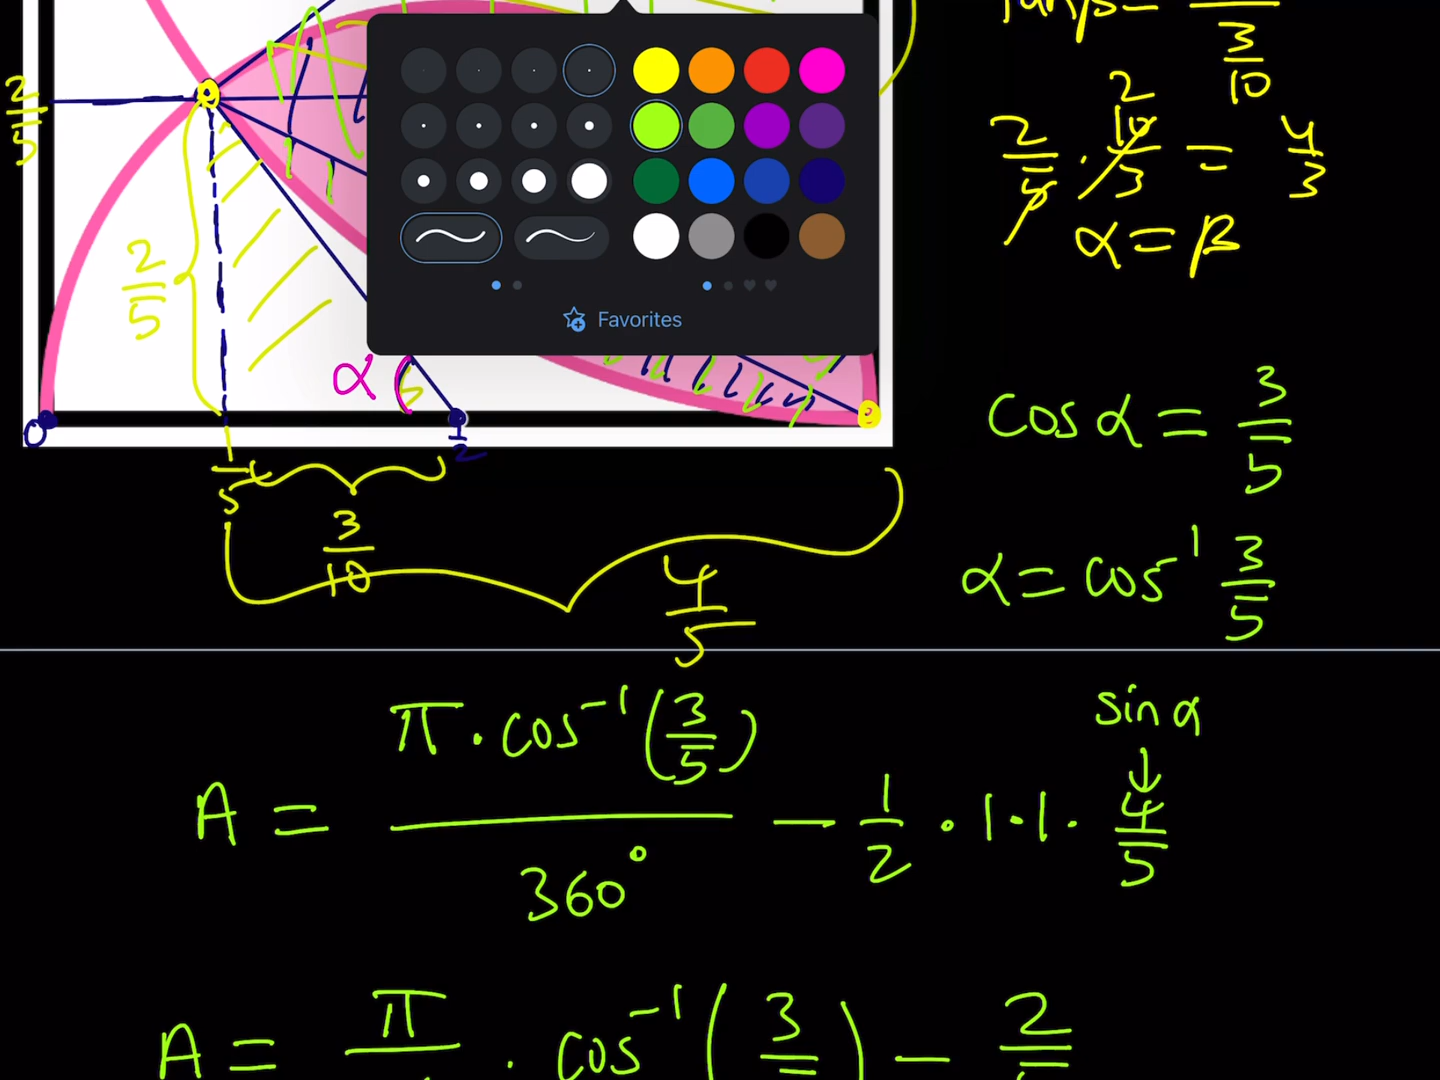 tanβ = 3/10
2/5 · 10/3 2 = 4/3
α = β
2/5
2/5
Favorites
α
0
1/2
1/5
3/10
4/5
cos α = 3/5
α = cos⁻¹ 3/5
sin α
↓
A = π · cos⁻¹(3/5) / 360° − 1/2 · 1 · 1 · 4/5
A = π · cos⁻¹(3 ) − 2